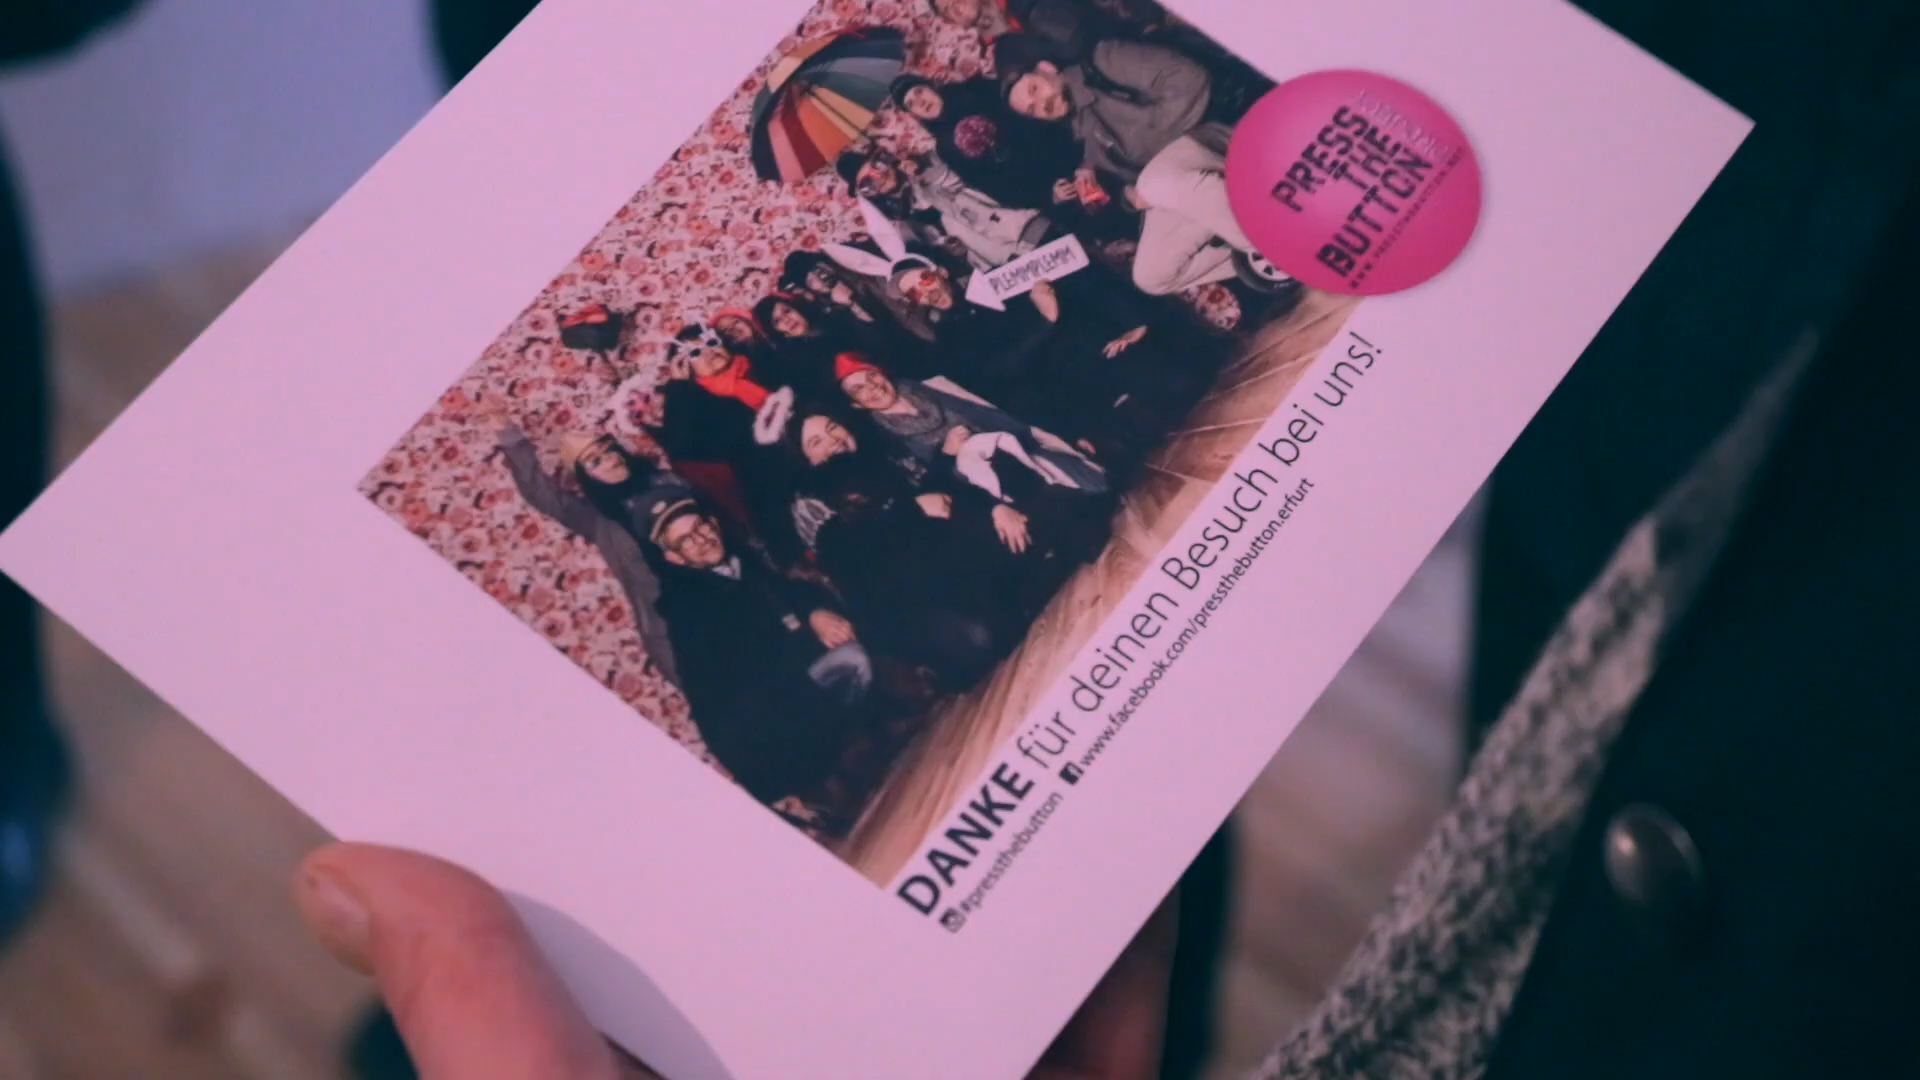 PLEMMPLEMM
PRESS
THE
BUTTON
DANKE für deinen Besuch bei uns!
#pressthebutton www.facebook.com/pressthebutton.erfurt